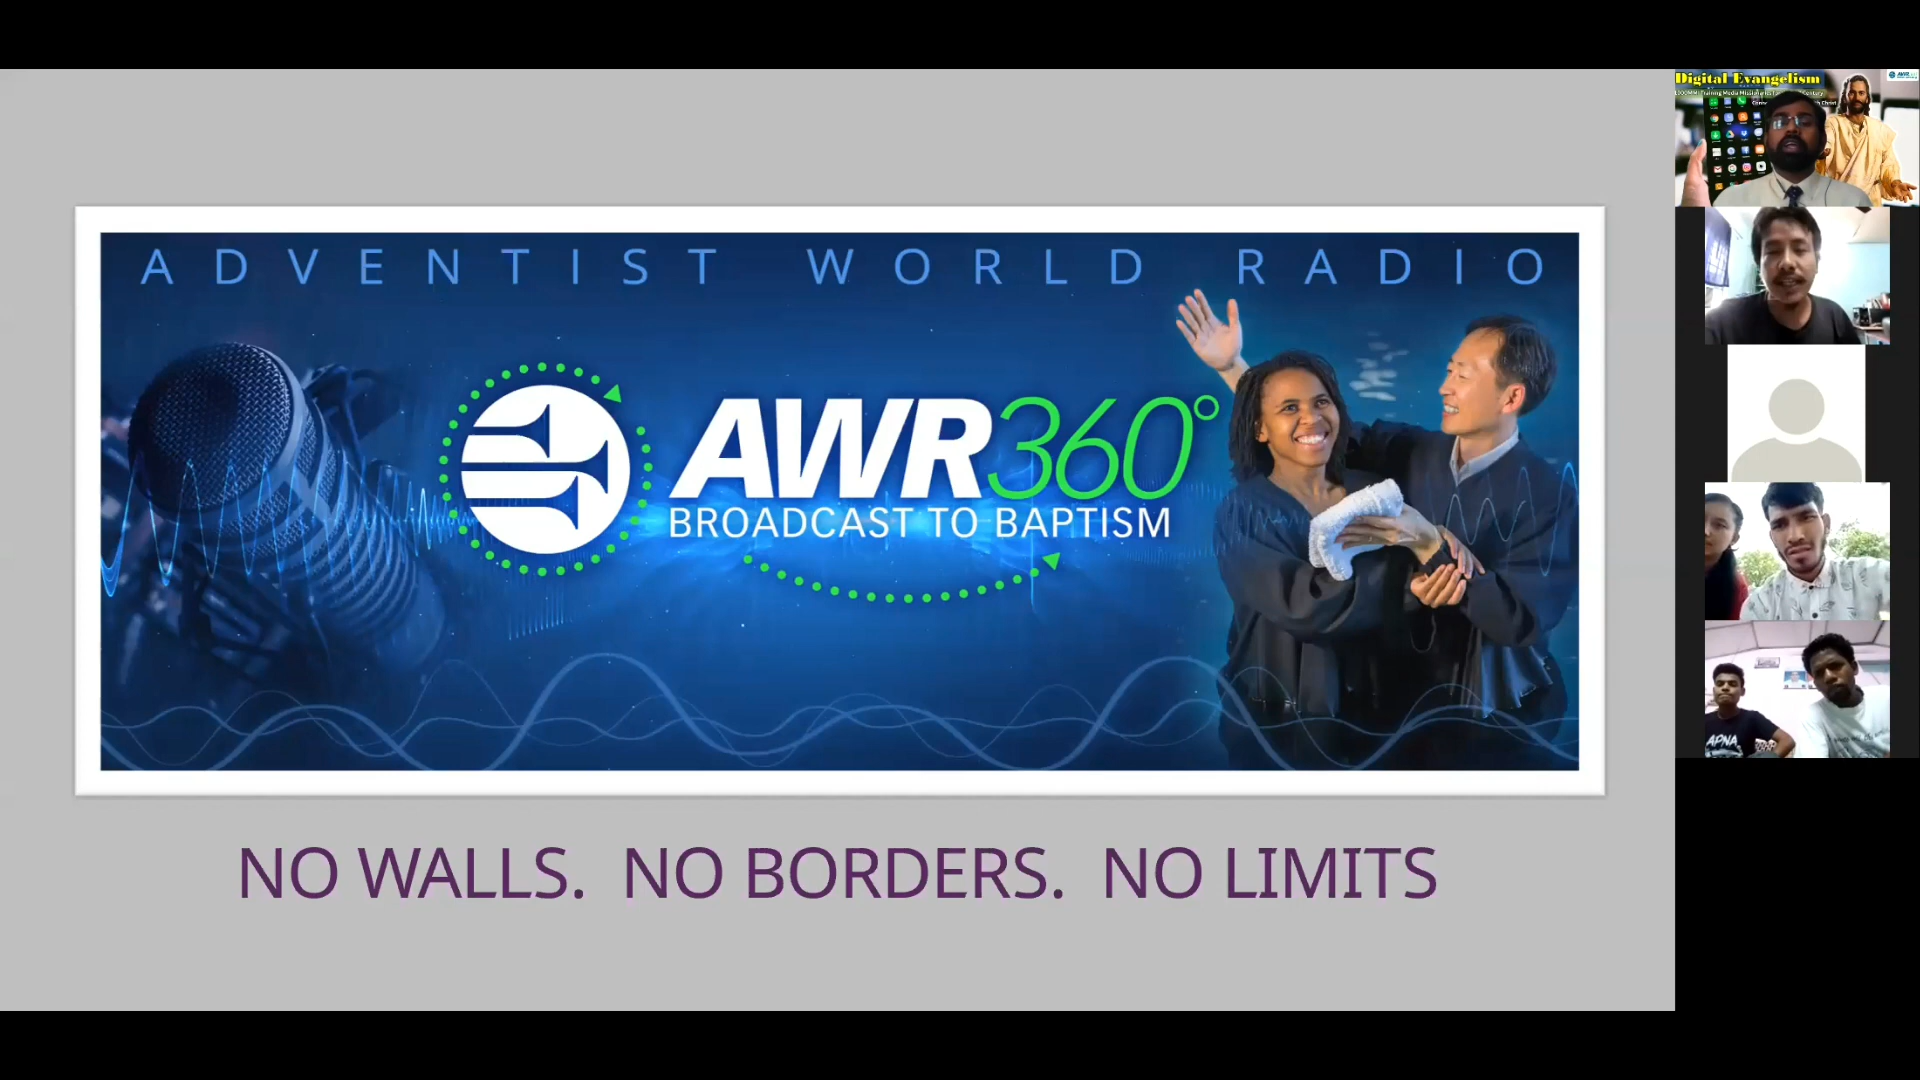 ADVENTIST WORLD RADIO
AWR360°
BROADCAST TO BAPTISM
NO WALLS. NO BORDERS. NO LIMITS
Digital Evangelism
APNA